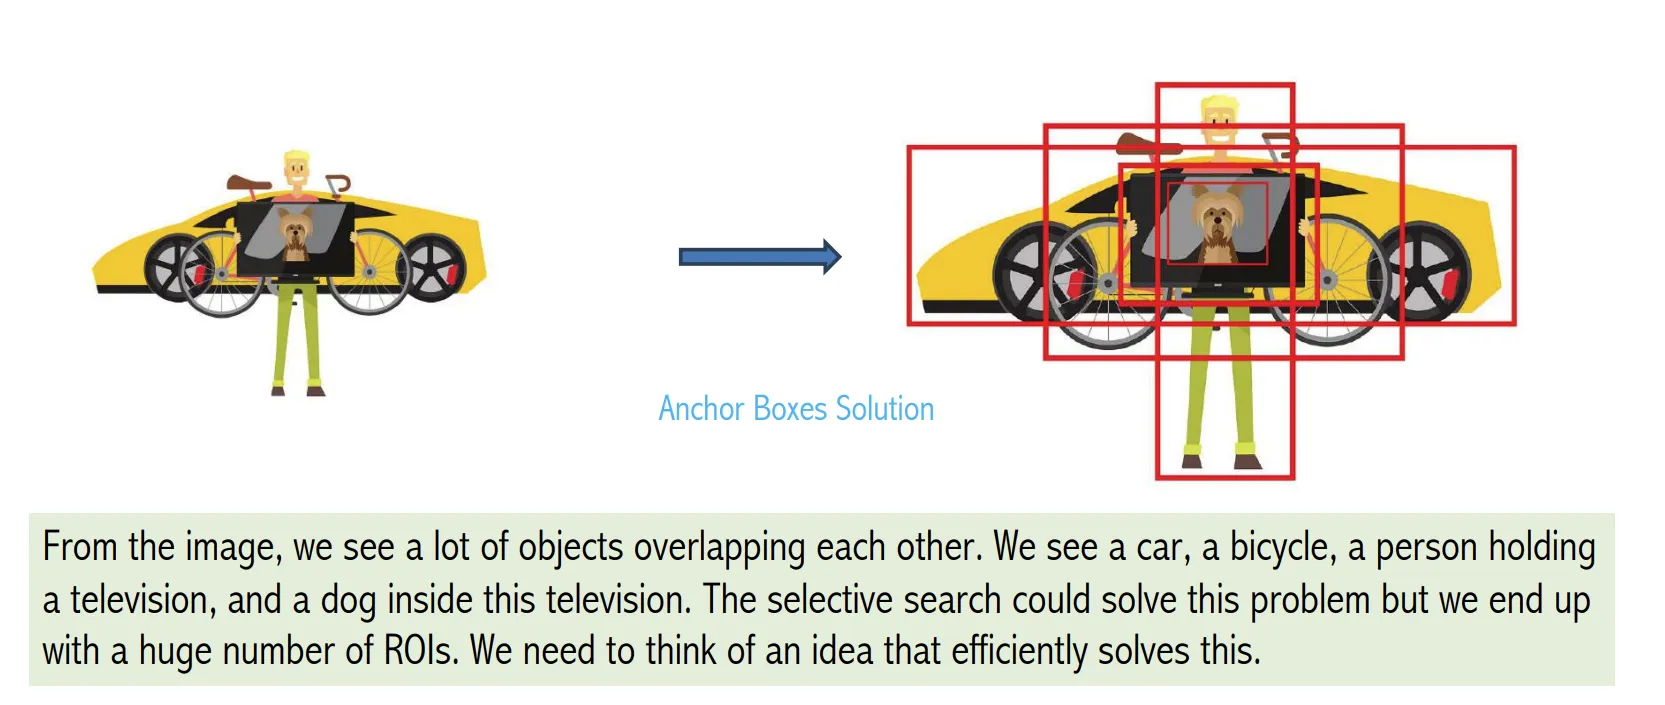 Anchor Boxes Solution
From the image, we see a lot of objects overlapping each other. We see a car, a bicycle, a person holding
a television, and a dog inside this television. The selective search could solve this problem but we end up
with a huge number of ROIs. We need to think of an idea that efficiently solves this.